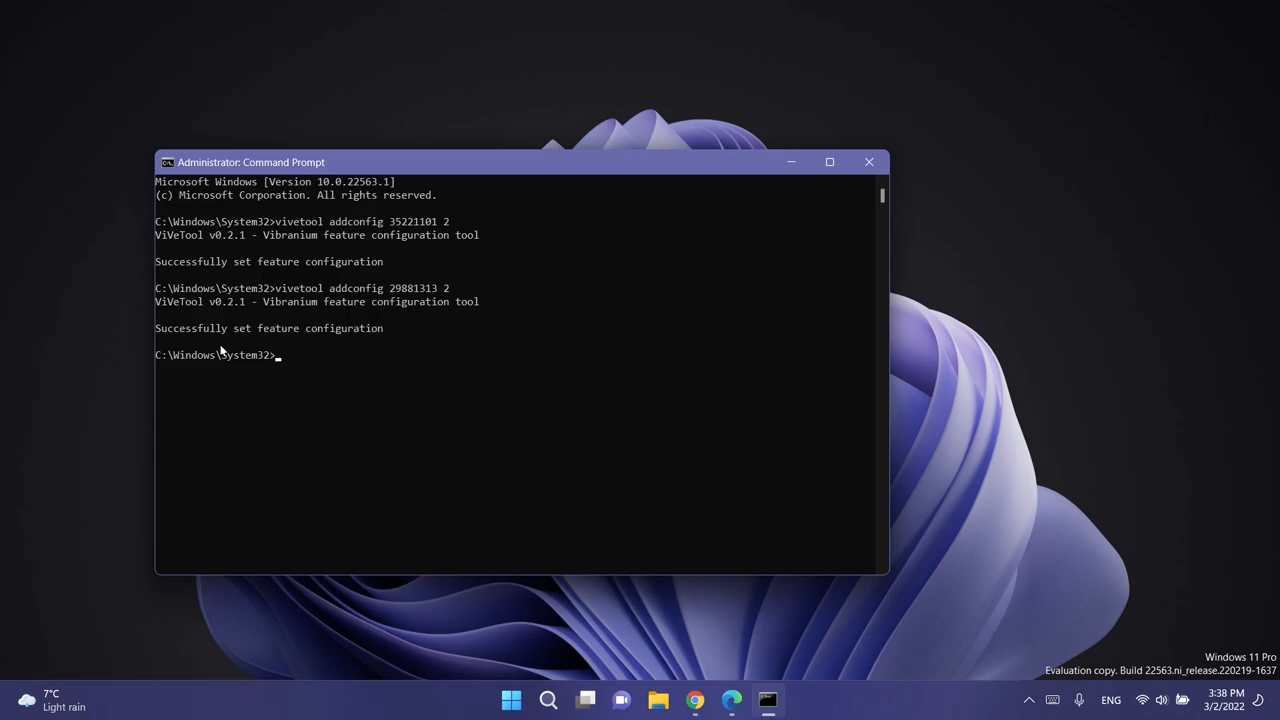 Administrator: Command Prompt
Microsoft Windows [Version 10.0.22563.1]
(c) Microsoft Corporation. All rights reserved.
C:\Windows\System32>vivetool addconfig 35221101 2
ViVeTool v0.2.1 - Vibranium feature configuration tool
Successfully set feature configuration
C:\Windows\System32>vivetool addconfig 29881313 2
ViVeTool v0.2.1 - Vibranium feature configuration tool
Successfully set feature configuration
C:\Windows\System32>
Windows 11 Pro
Evaluation copy. Build 22563.ni_release.220219-1637
7°C
Light rain
ENG
3:38 PM
3/2/2022